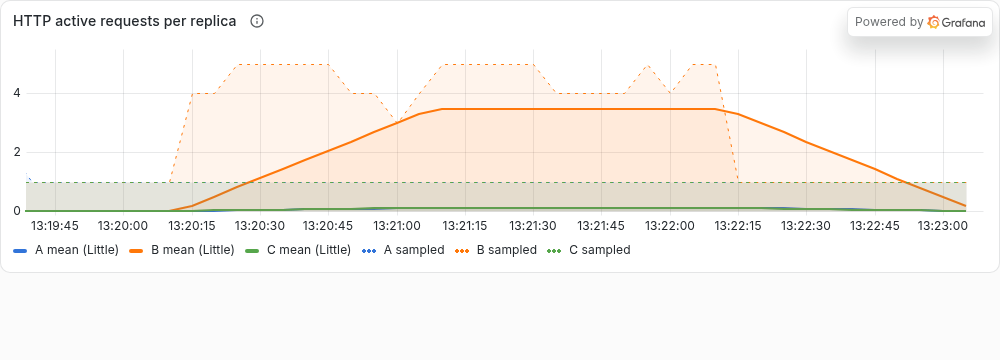 HTTP active requests per replica
Powered by Grafana
4
2
0
13:19:45 13:20:00 13:20:15 13:20:30 13:20:45 13:21:00 13:21:15 13:21:30 13:21:45 13:22:00 13:22:15 13:22:30 13:22:45 13:23:00
A mean (Little) B mean (Little) C mean (Little) A sampled B sampled C sampled